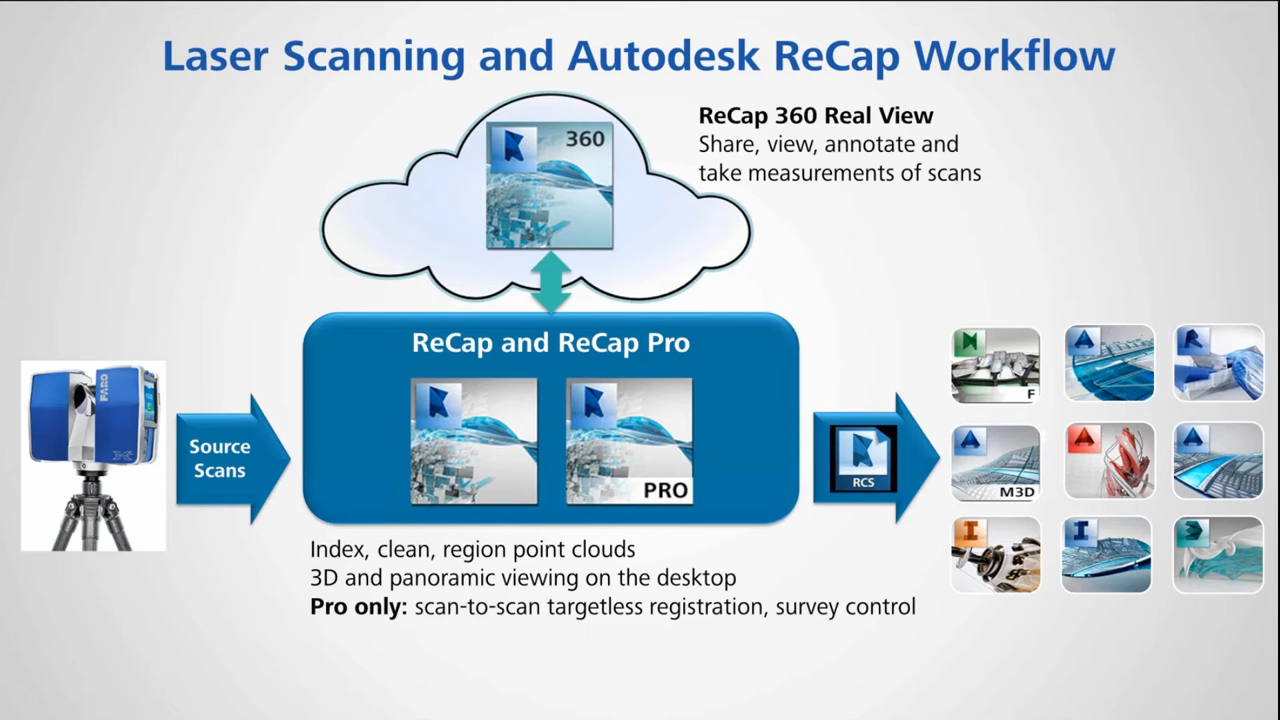 Laser Scanning and Autodesk ReCap Workflow
360
ReCap 360 Real View
Share, view, annotate and
take measurements of scans
ReCap and ReCap Pro
PRO
FARO
Source
Scans
RCS
F
M3D
Index, clean, region point clouds
3D and panoramic viewing on the desktop
Pro only: scan-to-scan targetless registration, survey control